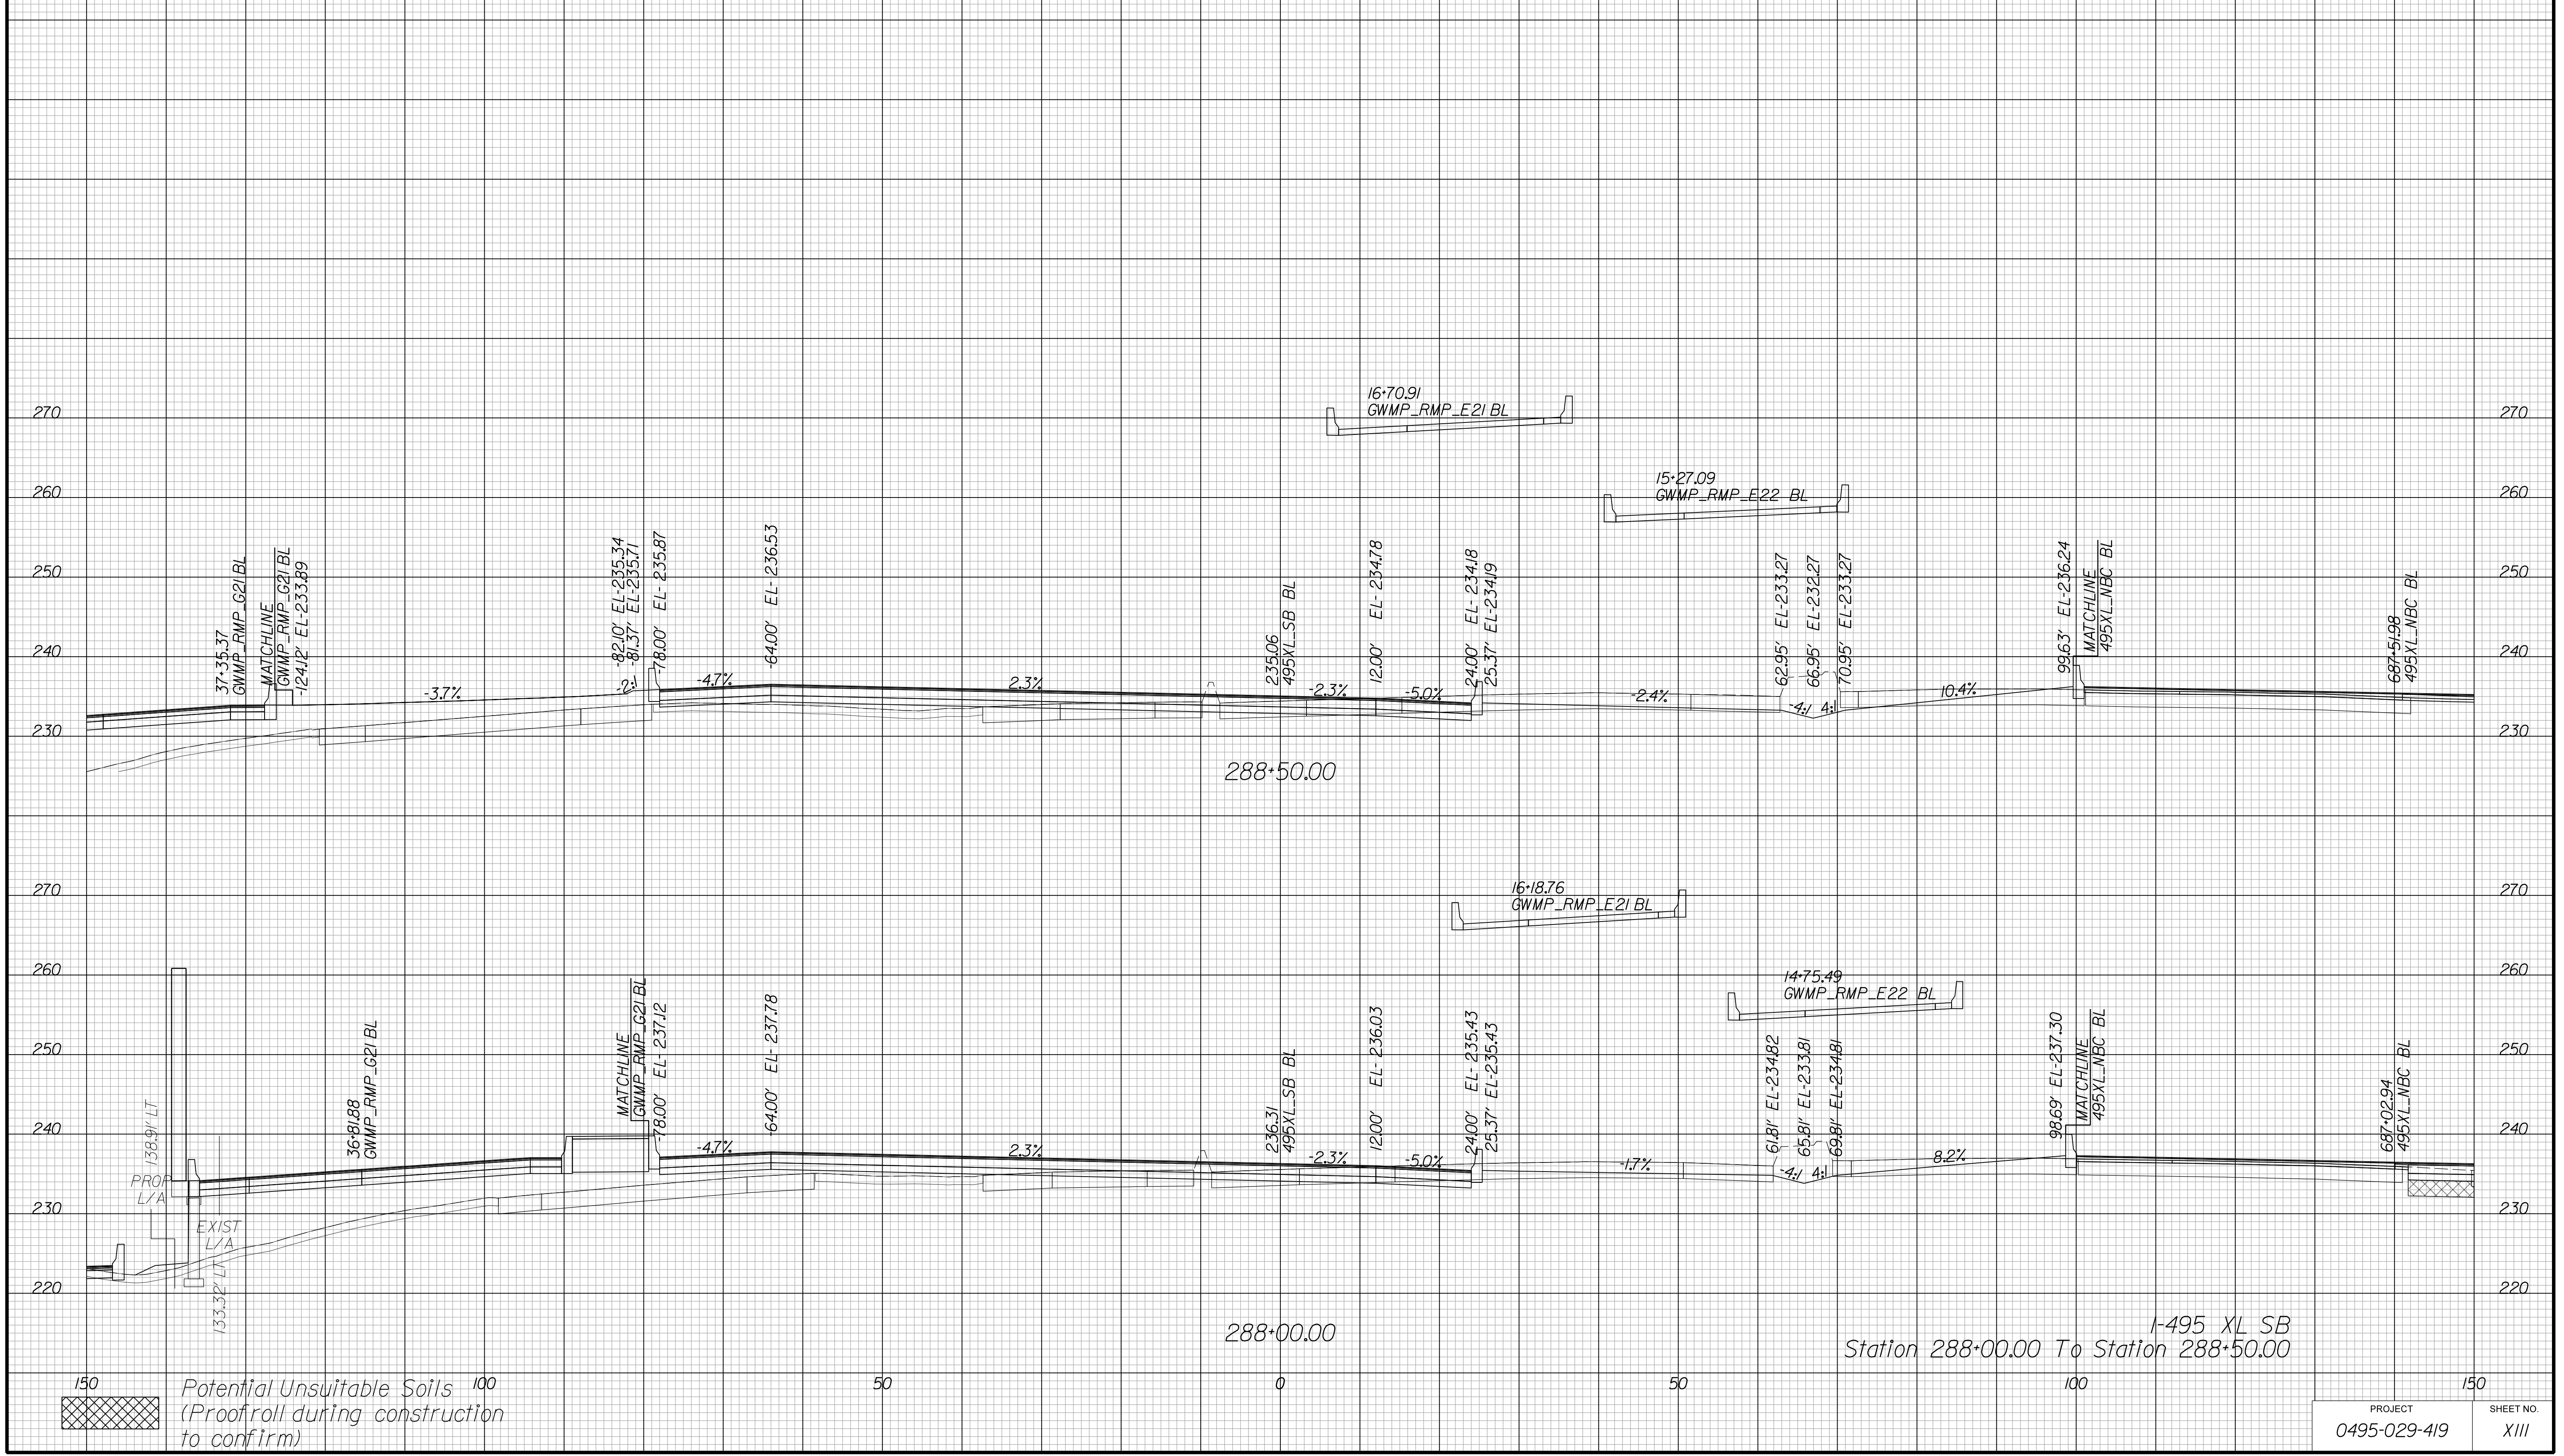 16+70.91
GWMP_RMP_E21 BL
270
270
15+27.09
GWMP_RMP_E22 BL
260
260
37+35.37
GWMP_RMP_G21 BL
MATCHLINE
GWMP_RMP_G21 BL
-124.12' EL-233.89
-82.10' EL-235.34
-81.37' EL-235.71
-78.00' EL- 235.87
-64.00' EL- 236.53
235.06
495XL_SB BL
12.00' EL- 234.78
24.00' EL- 234.18
25.37' EL-234.19
62.95' EL-233.27
66.95' EL-232.27
70.95' EL-233.27
99.63' EL-236.24
MATCHLINE
495XL_NBC BL
687+51.98
495XL_NBC BL
250
250
240
240
-3.7%
-2:1
-4.7%
2.3%
-2.3%
-5.0%
-2.4%
-4:1
4:1
10.4%
230
230
288+50.00
16+18.76
GWMP_RMP_E21 BL
270
270
14+75.49
GWMP_RMP_E22 BL
260
260
138.91' LT
PROP
L/A
EXIST
L/A
133.32' LT
36+81.88
GWMP_RMP_G21 BL
MATCHLINE
GWMP_RMP_G21 BL
-78.00' EL- 237.12
-64.00' EL- 237.78
236.31
495XL_SB BL
12.00' EL- 236.03
24.00' EL- 235.43
25.37' EL-235.43
61.81' EL-234.82
65.81' EL-233.81
69.81' EL-234.81
98.69' EL-237.30
MATCHLINE
495XL_NBC BL
687+02.94
495XL_NBC BL
250
250
240
240
-4.7%
2.3%
-2.3%
-5.0%
-1.7%
-4:1
4:1
8.2%
230
230
220
220
288+00.00
I-495 XL SB
Station 288+00.00 To Station 288+50.00
150
100
50
0
50
100
150
Potential Unsuitable Soils
(Proofroll during construction
to confirm)
PROJECT
0495-029-419
SHEET NO.
XIII